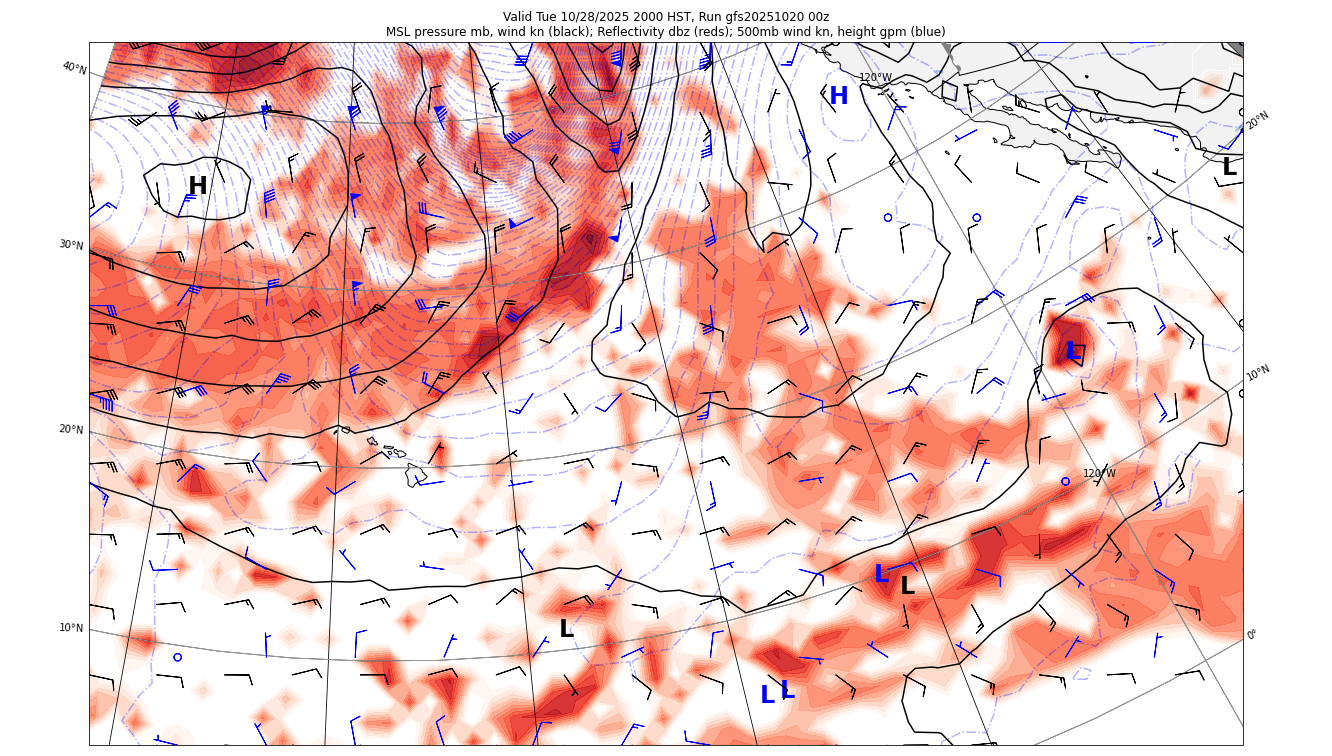 Valid Tue 10/28/2025 2000 HST, Run gfs20251020 00z
MSL pressure mb, wind kn (black); Reflectivity dbz (reds); 500mb wind kn, height gpm (blue)
40°N
120°W
H
20°N
L
H
30°N
L
10°N
20°N
120°W
L
L
10°N
L
0°
L L